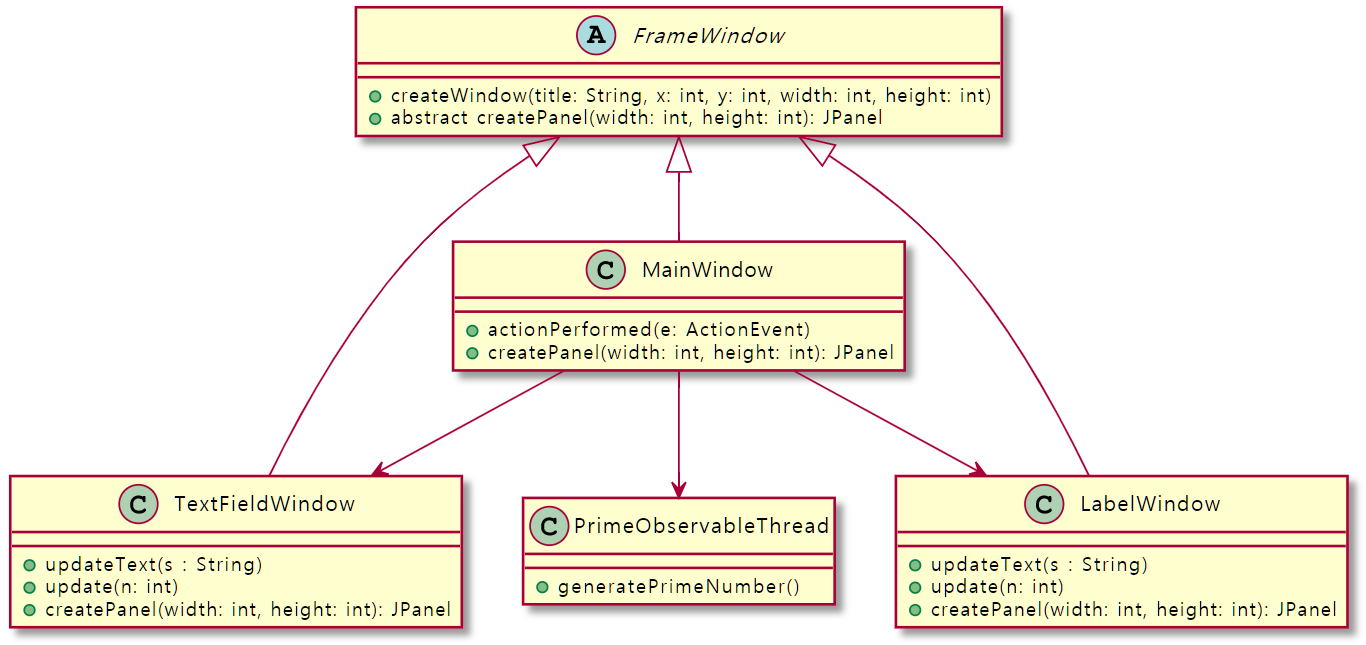 A FrameWindow
createWindow(title: String, x: int, y: int, width: int, height: int)
abstract createPanel(width: int, height: int): JPanel
C MainWindow
actionPerformed(e: ActionEvent)
createPanel(width: int, height: int): JPanel
C TextFieldWindow
updateText(s : String)
update(n: int)
createPanel(width: int, height: int): JPanel
C PrimeObservableThread
generatePrimeNumber()
C LabelWindow
updateText(s : String)
update(n: int)
createPanel(width: int, height: int): JPanel